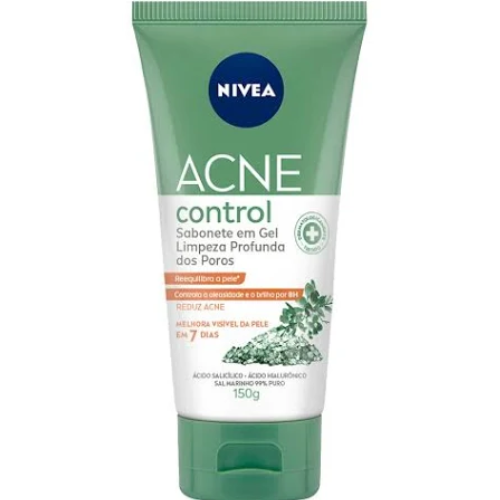 NIVEA
ACNE
control
Sabonete em Gel
Limpeza Profunda
dos Poros
Reequilibra a pele*
Controla a oleosidade e o brilho por 8H
REDUZ ACNE
MELHORA VISÍVEL DA PELE
EM 7 DIAS
ÁCIDO SALICÍLICO - ÁCIDO HIALURÔNICO
SAL MARINHO 99% PURO
150g